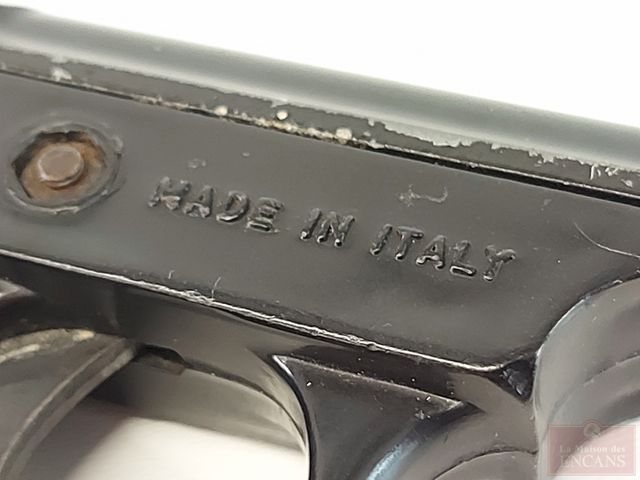 MADE IN ITALY
La Maison des
ENCANS